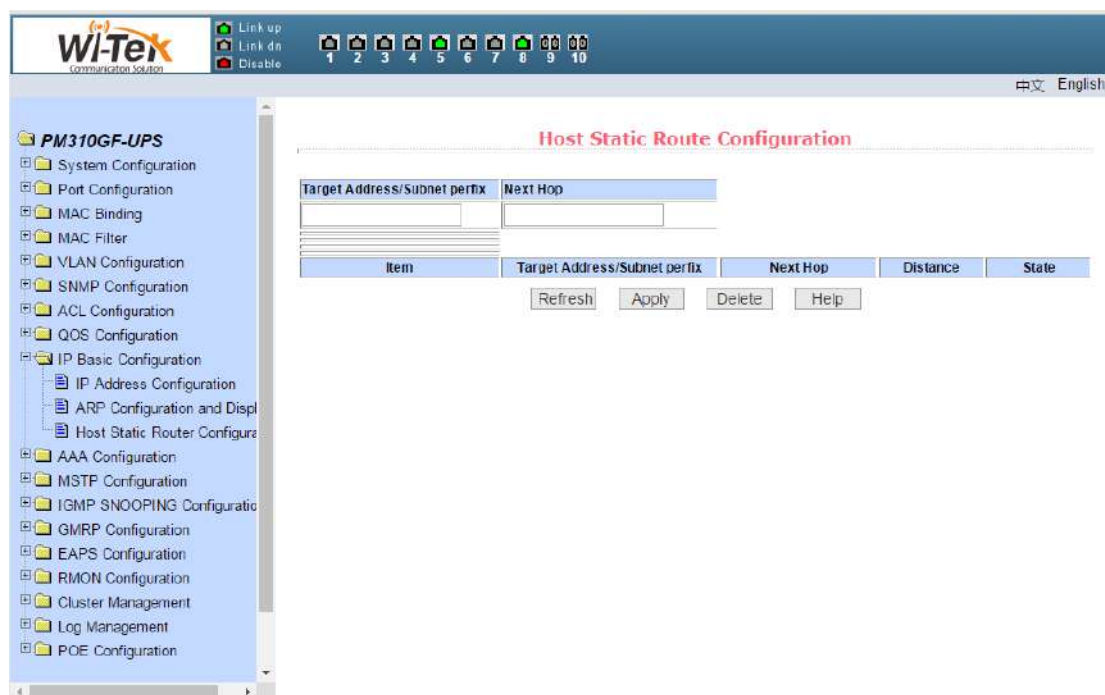 Wi-Tek
Communication Solution
Link up
Link dn
Disable
1 2 3 4 5 6 7 8 9 10
中文 English
PM310GF-UPS
System Configuration
Port Configuration
MAC Binding
MAC Filter
VLAN Configuration
SNMP Configuration
ACL Configuration
QOS Configuration
IP Basic Configuration
IP Address Configuration
ARP Configuration and Displ
Host Static Router Configura
AAA Configuration
MSTP Configuration
IGMP SNOOPING Configuratio
GMRP Configuration
EAPS Configuration
RMON Configuration
Cluster Management
Log Management
POE Configuration
Host Static Route Configuration
Target Address/Subnet perfix Next Hop
Item Target Address/Subnet perfix Next Hop Distance State
Refresh Apply Delete Help